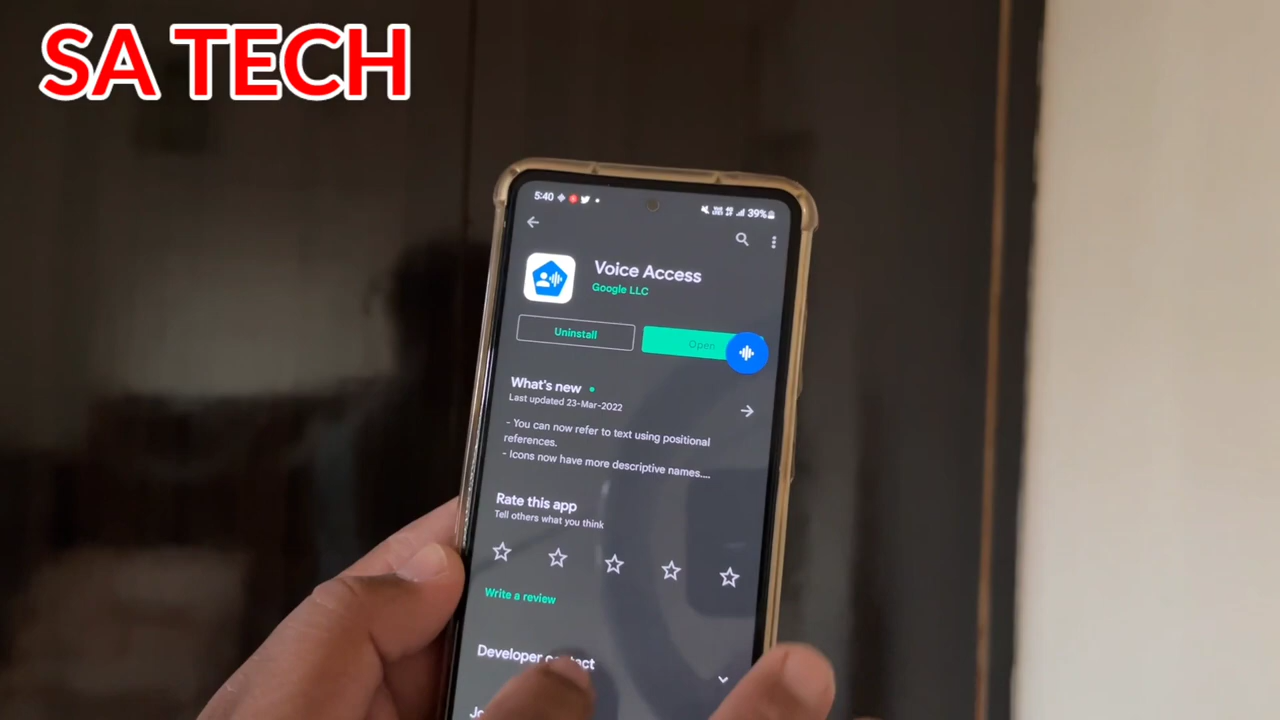 SA TECH
5:40
39%
Voice Access
Google LLC
Uninstall
Open
What's new
Last updated 23-Mar-2022
- You can now refer to text using positional
references.
- Icons now have more descriptive names....
Rate this app
Tell others what you think
Write a review
Developer